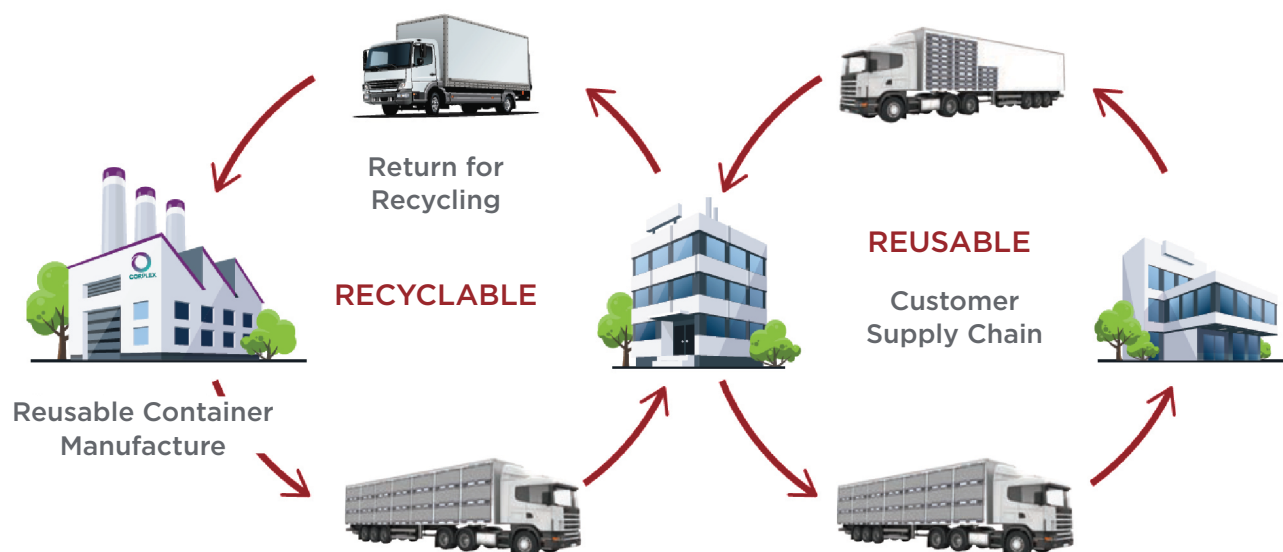 Return for
Recycling
RECYCLABLE
REUSABLE
Customer
Supply Chain
CORPLEX
Reusable Container
Manufacture